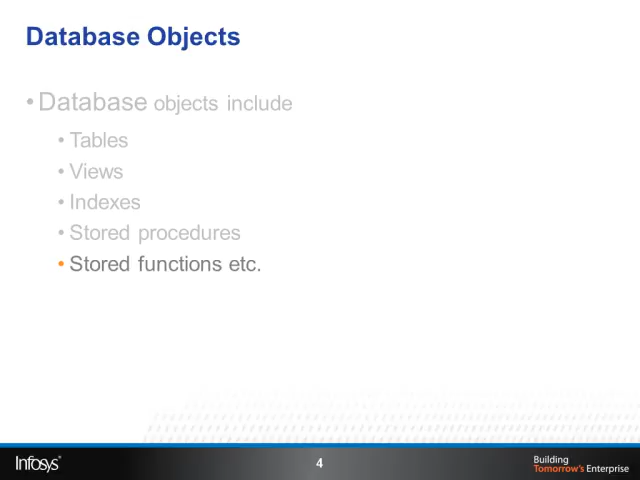 Database Objects
• Database objects include
• Tables
• Views
• Indexes
• Stored procedures
• Stored functions etc.
Infosys®
4
Building
Tomorrow's Enterprise